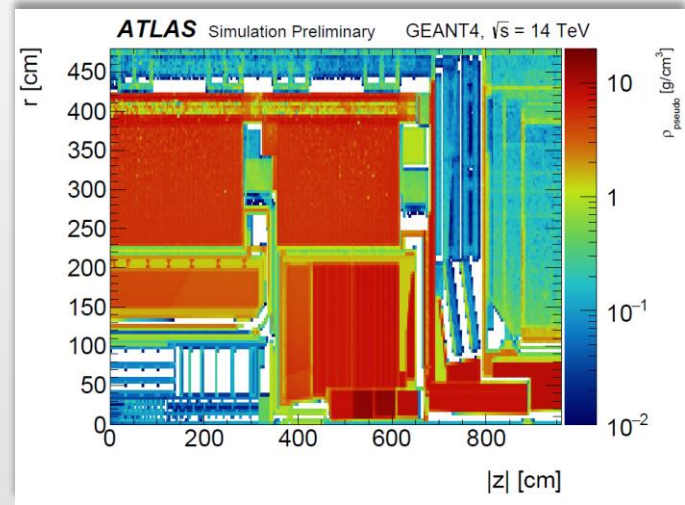 ATLAS Simulation Preliminary GEANT4, √s = 14 TeV
r [cm]
450
400
350
300
250
200
150
100
50
0
0 200 400 600 800
|z| [cm]
ρpseudo [g/cm³]
10
1
10⁻¹
10⁻²